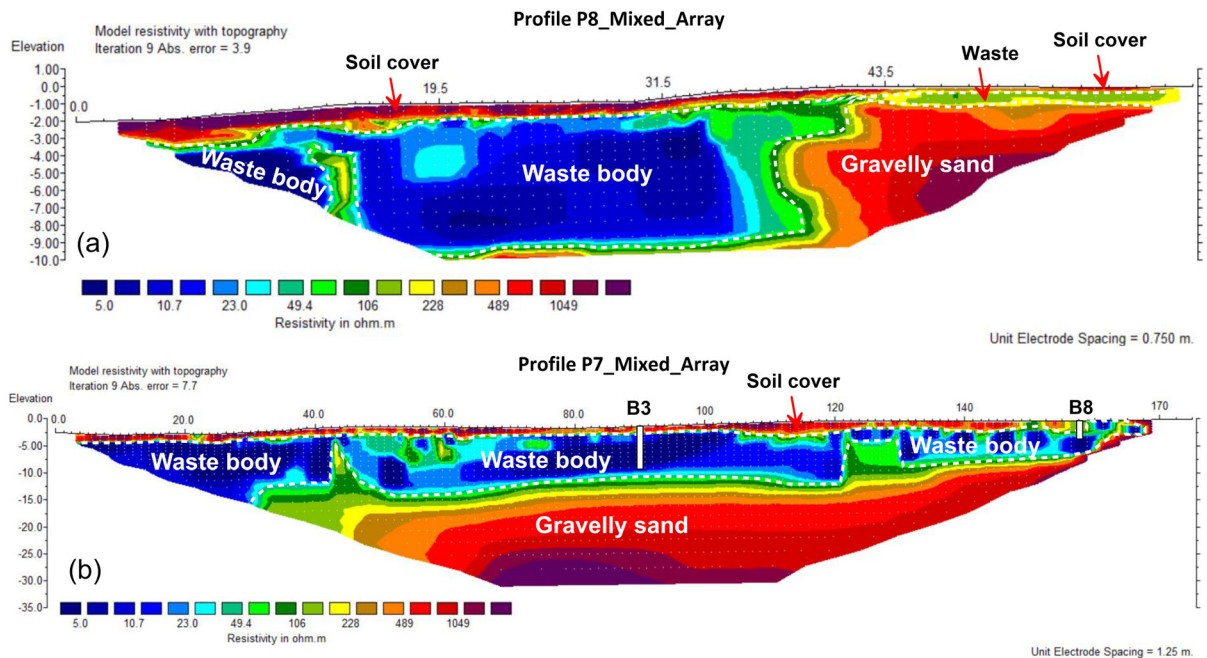 Profile P8_Mixed_Array
Model resistivity with topography
Iteration 9 Abs. error = 3.9
Elevation
Soil cover
Waste
Soil cover
1.00
0.0
-1.00
-2.00
-3.00
-4.00
-5.00
-6.00
-7.00
-8.00
-9.00
-10.0
0.0
19.5
31.5
43.5
Waste body
Waste body
Gravelly sand
(a)
5.0 10.7 23.0 49.4 106 228 489 1049
Resistivity in ohm.m
Unit Electrode Spacing = 0.750 m.
Profile P7_Mixed_Array
Model resistivity with topography
Iteration 9 Abs. error = 7.7
Elevation
Soil cover
B3
B8
0.0 20.0 40.0 60.0 80.0 100 120 140 170
0.0
-5.00
-10.0
-15.0
-20.0
-25.0
-30.0
-35.0
Waste body
Waste body
Waste body
Gravelly sand
(b)
5.0 10.7 23.0 49.4 106 228 489 1049
Resistivity in ohm.m
Unit Electrode Spacing = 1.25 m.